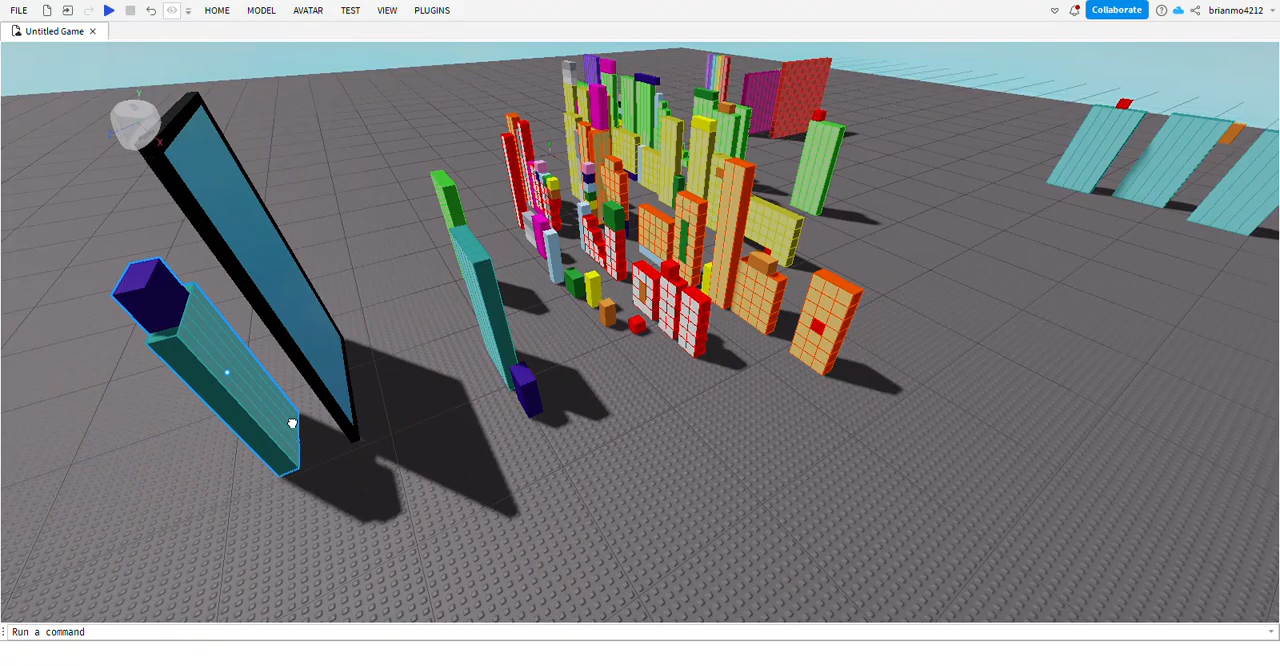 FILE HOME MODEL AVATAR TEST VIEW PLUGINS Collaborate brianmo4212
Untitled Game
Y
X
Run a command